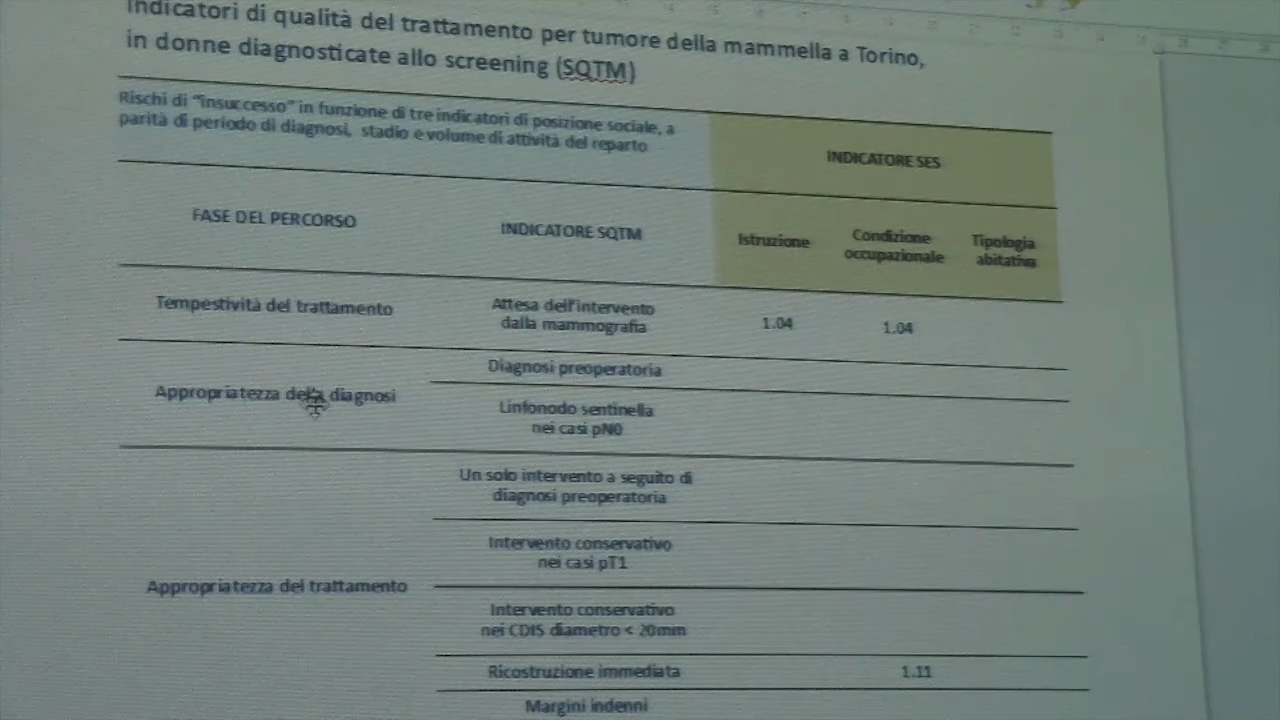 Indicatori di qualità del trattamento per tumore della mammella a Torino,
in donne diagnosticate allo screening (SQTM)
Rischi di "insuccesso" in funzione di tre indicatori di posizione sociale, a
parità di periodo di diagnosi, stadio e volume di attività del reparto
INDICATORE SES
FASE DEL PERCORSO
INDICATORE SQTM
Istruzione
Condizione
occupazionale
Tipologia
abitativa
Tempestività del trattamento
Attesa dell'intervento
dalla mammografia
1.04
1.04
Appropriatezza della diagnosi
Diagnosi preoperatoria
Linfonodo sentinella
nei casi pN0
Appropriatezza del trattamento
Un solo intervento a seguito di
diagnosi preoperatoria
Intervento conservativo
nei casi pT1
Intervento conservativo
nei CDIS diametro < 20mm
Ricostruzione immediata
1.11
Margini indenni